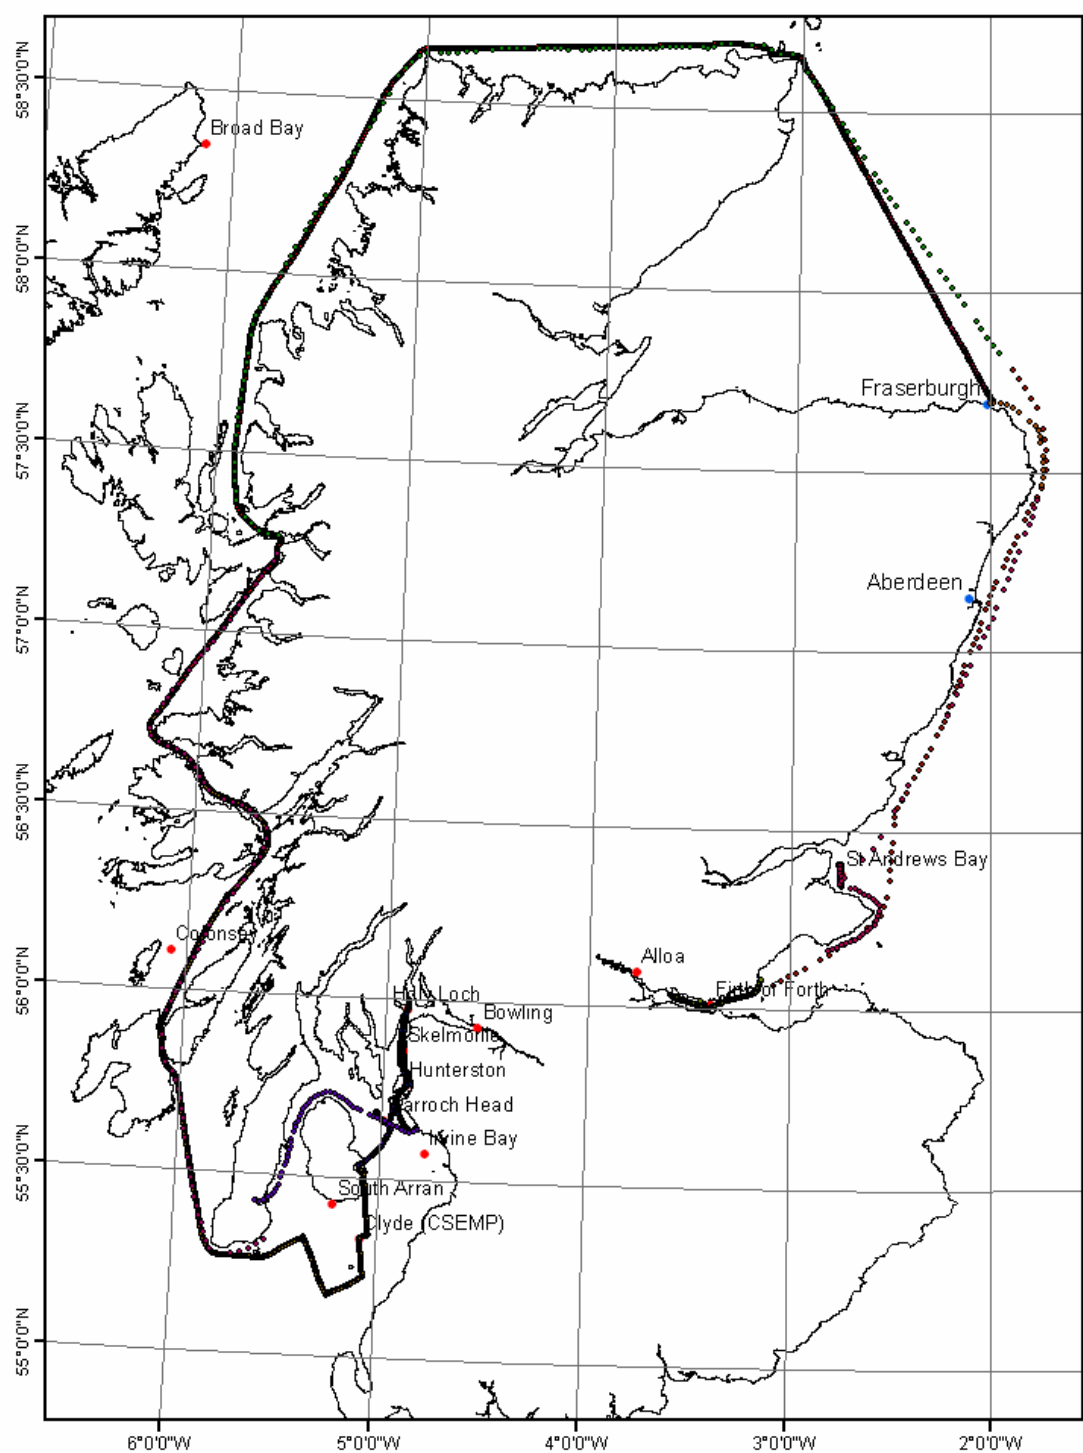 58°30'0"N
58°0'0"N
57°30'0"N
57°0'0"N
56°30'0"N
56°0'0"N
55°30'0"N
55°0'0"N
Broad Bay
Fraserburgh
Aberdeen
St Andrews Bay
Colonsay
Alloa
Firth of Forth
Holy Loch
Bowling
Skelmorlie
Hunterston
Garroch Head
Irvine Bay
South Arran
Clyde (CSEMP)
6°0'0"W
5°0'0"W
4°0'0"W
3°0'0"W
2°0'0"W